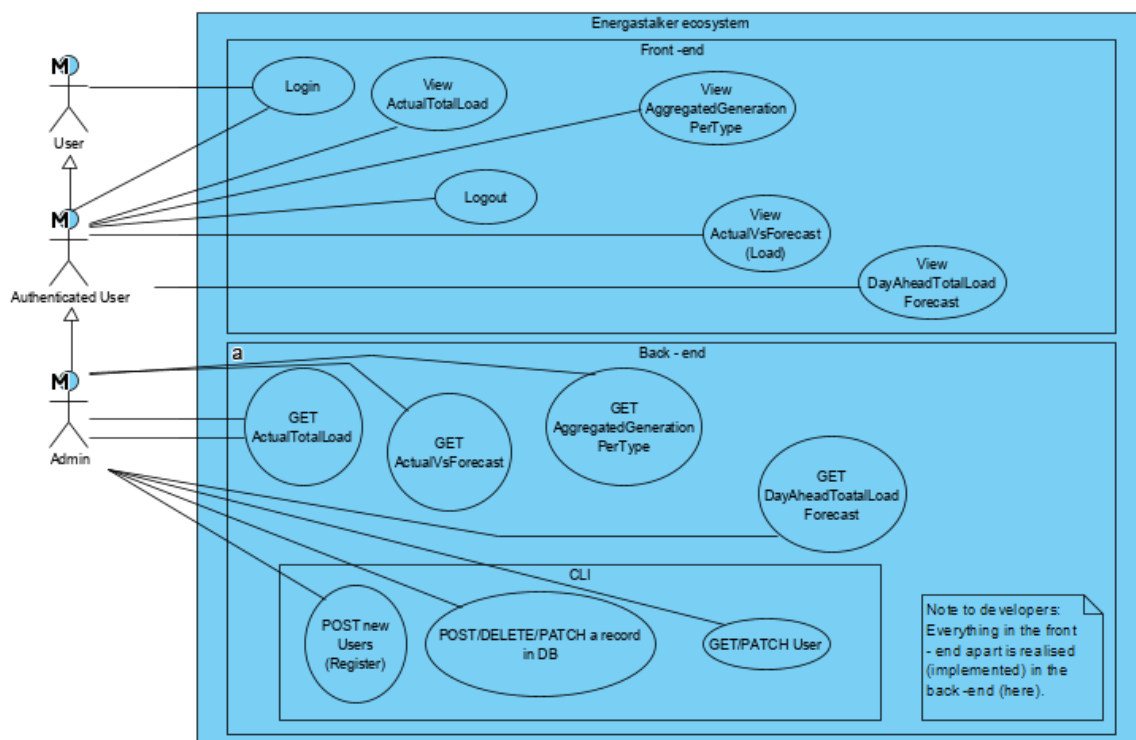 Energastalker ecosystem
Front -end
M
User
Login
View
ActualTotalLoad
View
AggregatedGeneration
PerType
M
Authenticated User
Logout
View
ActualVsForecast
(Load)
View
DayAheadTotalLoad
Forecast
a
Back - end
M
Admin
GET
ActualTotalLoad
GET
ActualVsForecast
GET
AggregatedGeneration
PerType
GET
DayAheadToatalLoad
Forecast
CLI
POST new
Users
(Register)
POST/DELETE/PATCH a record
in DB
GET/PATCH User
Note to developers:
Everything in the front
- end apart is realised
(implemented) in the
back -end (here).